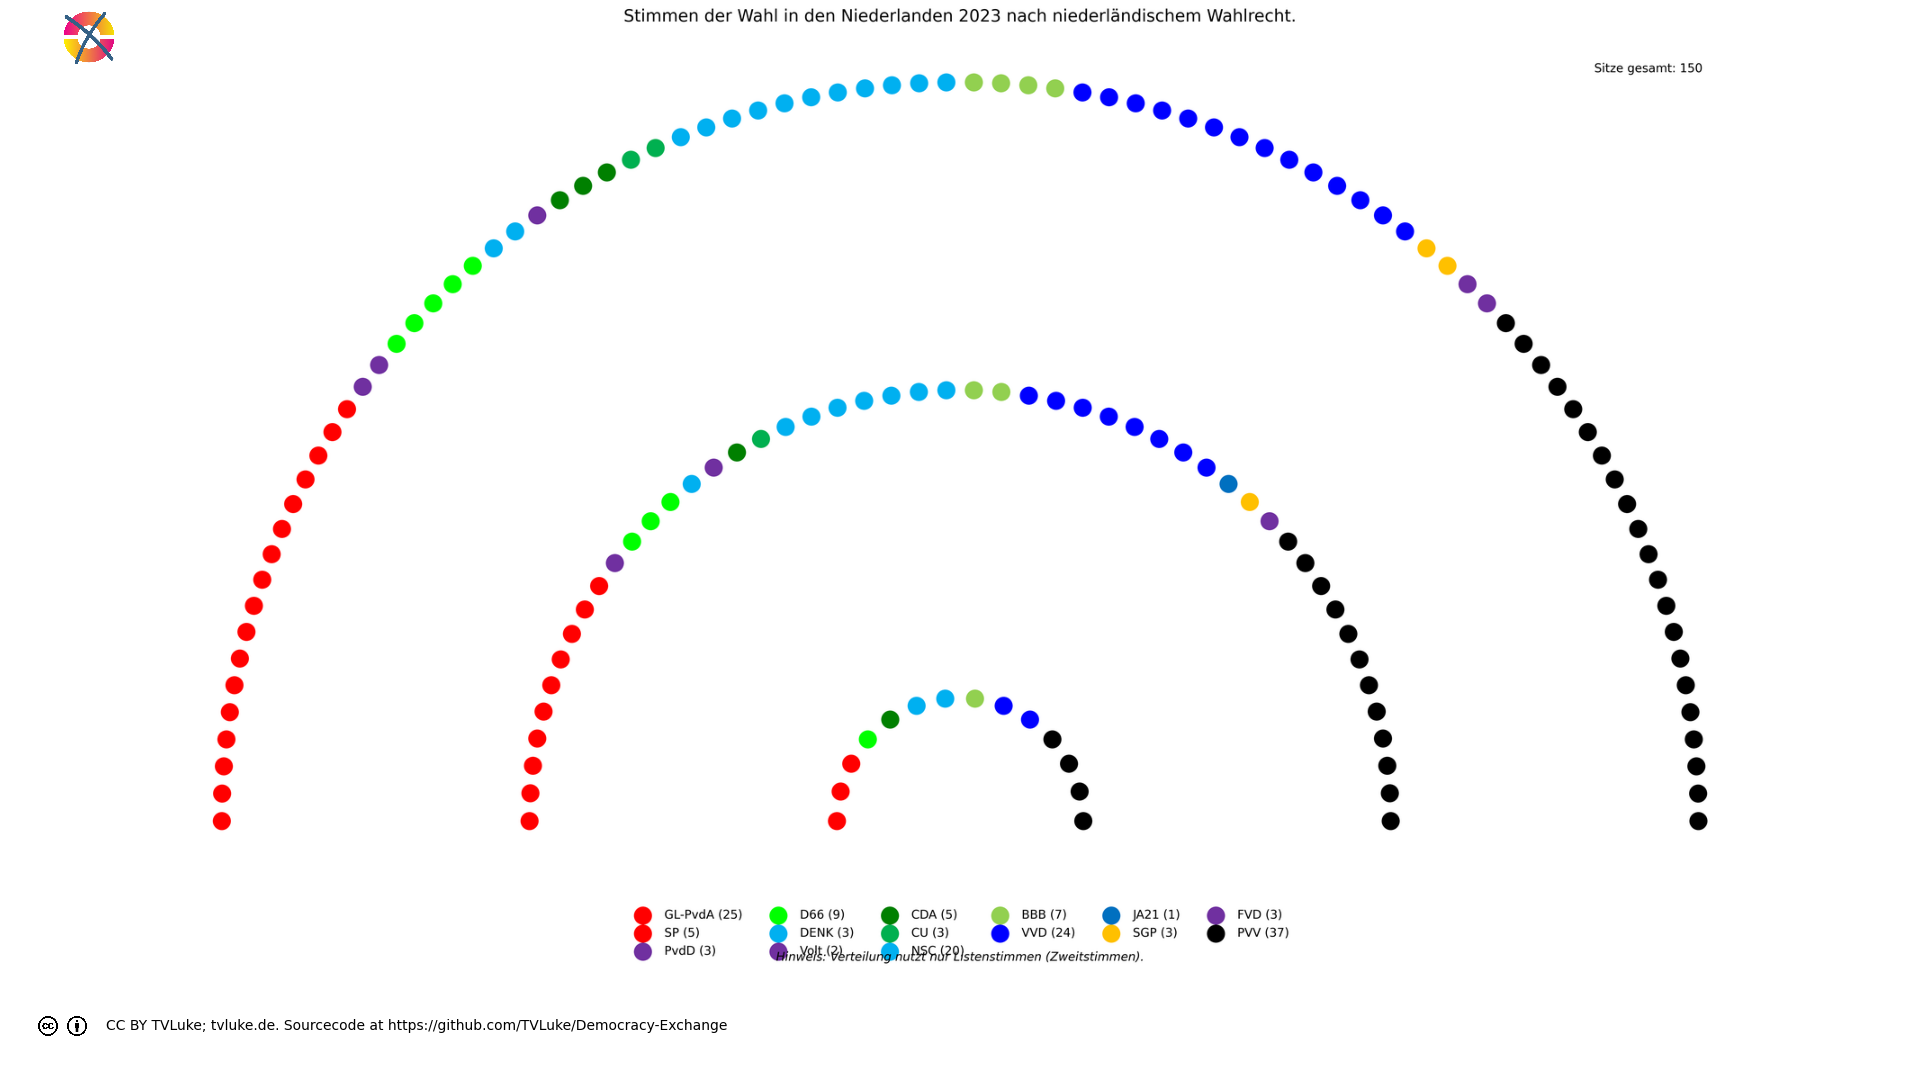 Stimmen der Wahl in den Niederlanden 2023 nach niederländischem Wahlrecht.
Sitze gesamt: 150
GL-PvdA (25) D66 (9) CDA (5) BBB (7) JA21 (1) FVD (3)
SP (5) DENK (3) CU (3) VVD (24) SGP (3) PVV (37)
PvdD (3) Volt (2) NSC (20)
Hinweis: Verteilung nutzt nur Listenstimmen (Zweitstimmen).
cc CC BY TVLuke; tvluke.de. Sourcecode at https://github.com/TVLuke/Democracy-Exchange